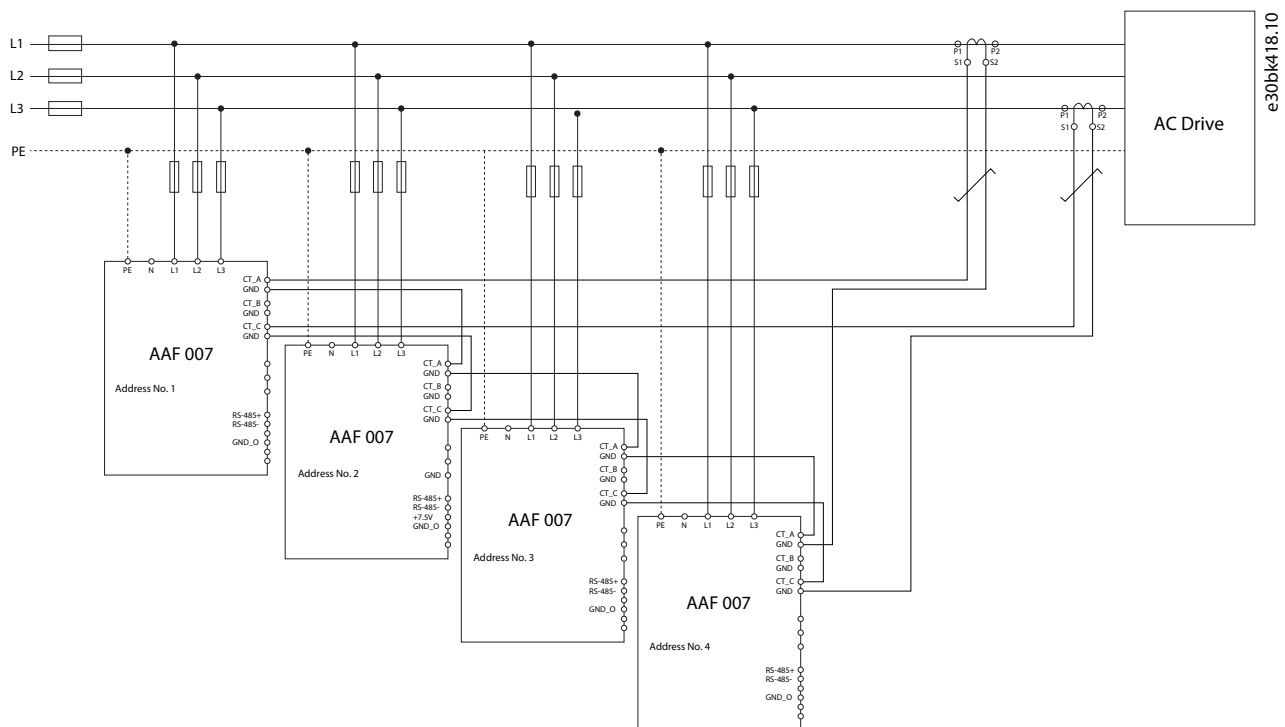 e30bk418.10
L1
P1 P2
S1 S2
L2
L3
P1 P2
S1 S2
AC Drive
PE
PE N L1 L2 L3
CT_A
GND
CT_B
GND
CT_C
GND
AAF 007
Address No. 1
RS-485+
RS-485-
GND_O
PE N L1 L2 L3
CT_A
GND
CT_B
GND
CT_C
GND
AAF 007
Address No. 2
GND
RS-485+
RS-485-
+7.5V
GND_O
PE N L1 L2 L3
CT_A
GND
CT_B
GND
CT_C
GND
AAF 007
Address No. 3
RS-485+
RS-485-
GND_O
PE N L1 L2 L3
CT_A
GND
CT_B
GND
CT_C
GND
AAF 007
Address No. 4
RS-485+
RS-485-
GND_O